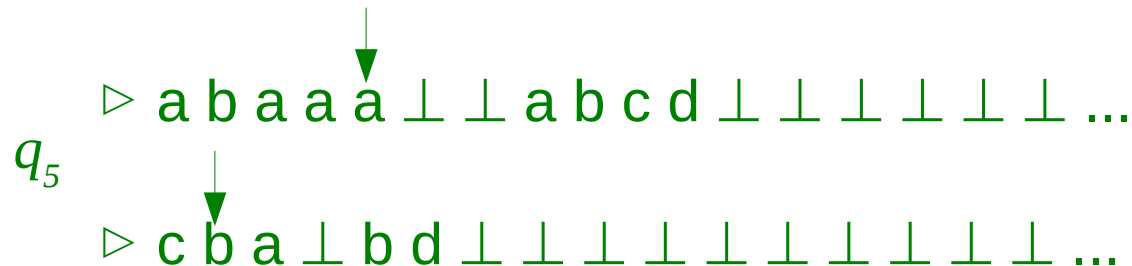 ▷ a b a a a ⊥ ⊥ a b c d ⊥ ⊥ ⊥ ⊥ ⊥ ⊥ ...
q₅
▷ c b a ⊥ b d ⊥ ⊥ ⊥ ⊥ ⊥ ⊥ ⊥ ⊥ ⊥ ⊥ ...